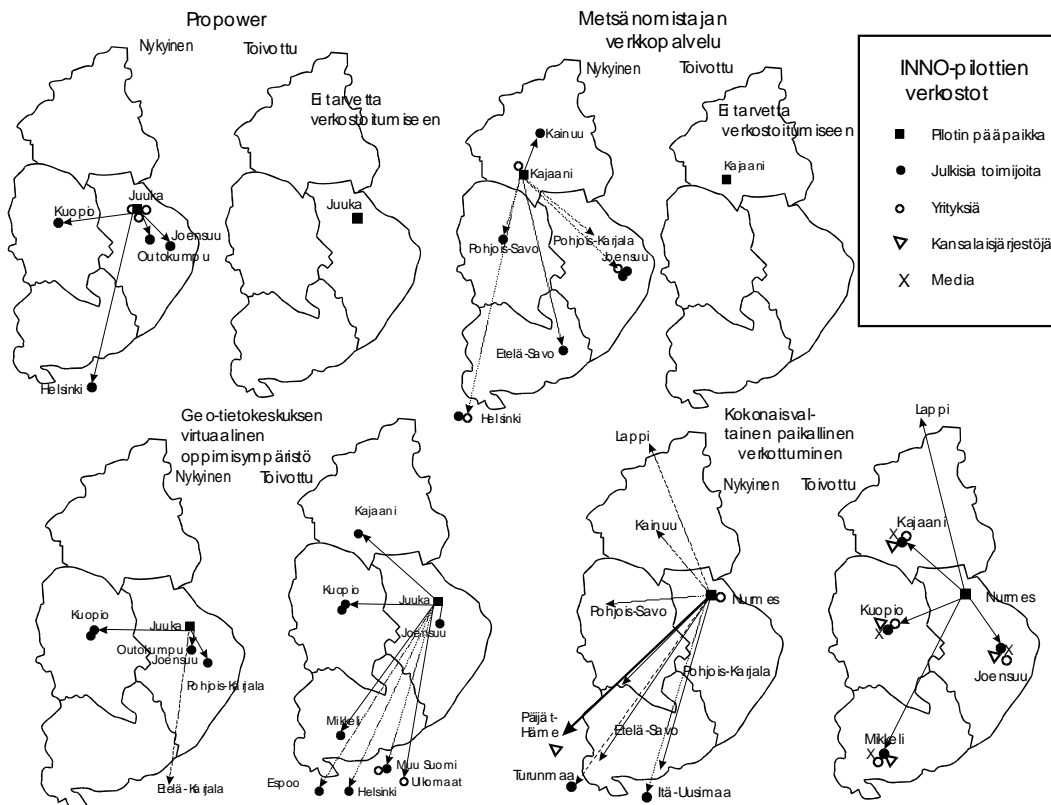 Propower
Nykyinen
Toivottu
Ei tarvetta
verkostoitumiseen
Juuka
Kuopio
Joensuu
Outokumpu
Helsinki
Juuka
Metsänomistajan
verkkopalvelu
Nykyinen
Toivottu
Kainuu
Kajaani
Pohjois-Savo
Pohjois-Karjala
Joensuu
Etelä-Savo
Helsinki
Ei tarvetta
verkostoitumiseen
Kajaani
INNO-pilottien
verkostot
Pilotin pääpaikka
Julkisia toimijoita
Yrityksiä
Kansalaisjärjestöjä
Media
Geo-tietokeskuksen
virtuaalinen
oppimisympäristö
Nykyinen
Toivottu
Kuopio
Juuka
Outokumpu
Joensuu
Pohjois-Karjala
Etelä-Karjala
Kajaani
Kuopio
Juuka
Joensuu
Mikkeli
Muu Suomi
Ulkomaat
Espoo
Helsinki
Kokonaisval-
tainen paikallinen
verkottuminen
Nykyinen
Toivottu
Lappi
Kainuu
Nurmes
Pohjois-Savo
Pohjois-Karjala
Päijät-
Häme
Etelä-Savo
Turunmaa
Itä-Uusimaa
Lappi
Kajaani
Kuopio
Nurmes
Joensuu
Mikkeli